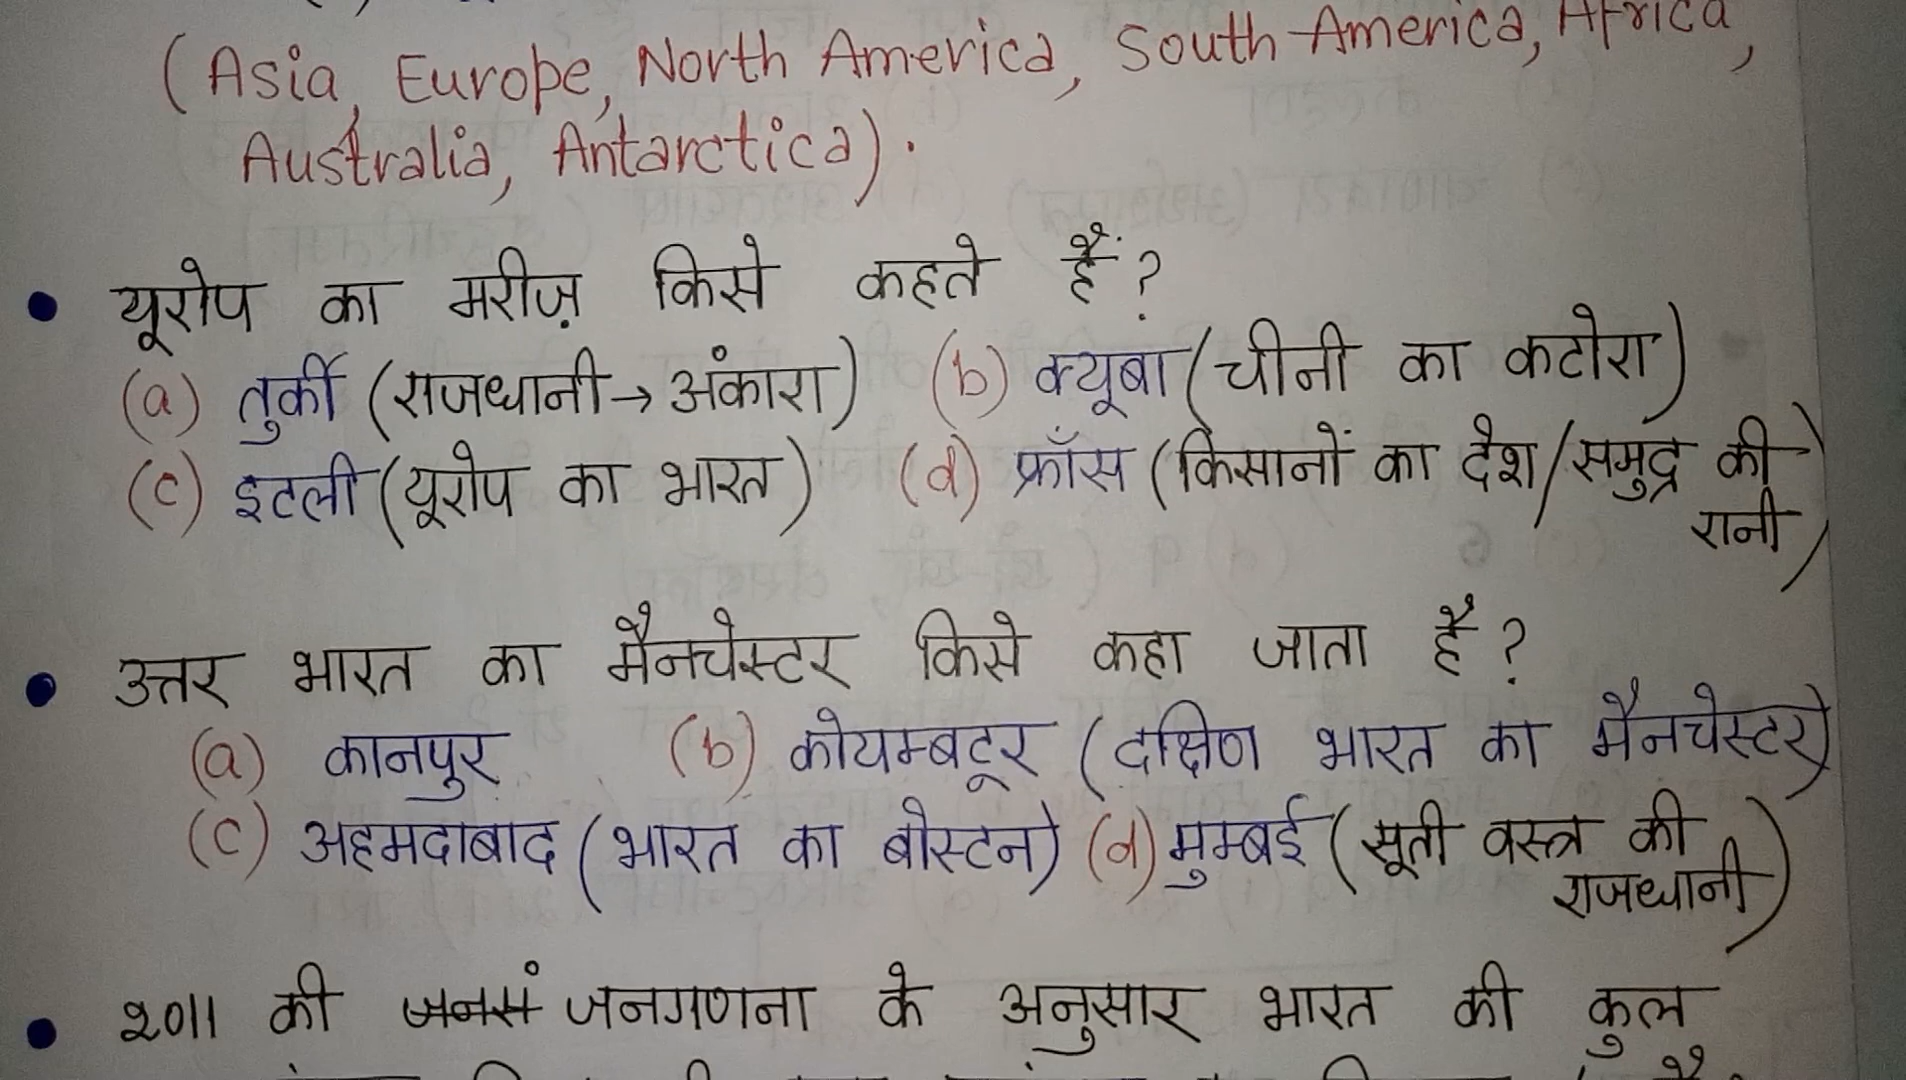 (Asia, Europe, North America, South America, Africa,
Australia, Antarctica).
• यूरोप का मरीज़ किसे कहते हैं?
(a) तुर्की (राजधानी → अंकारा) (b) क्यूबा (चीनी का कटोरा)
(c) इटली (यूरोप का भारत) (d) फ्राँस (किसानों का देश/समुद्र की
रानी)
• उत्तर भारत का मैनचेस्टर किसे कहा जाता है?
(a) कानपुर (b) कोयम्बटूर (दक्षिण भारत का मैनचेस्टर)
(c) अहमदाबाद (भारत का बोस्टन) (d) मुम्बई (सूती वस्त्र की
राजधानी)
• 2011 की जनसं जनगणना के अनुसार भारत की कुल